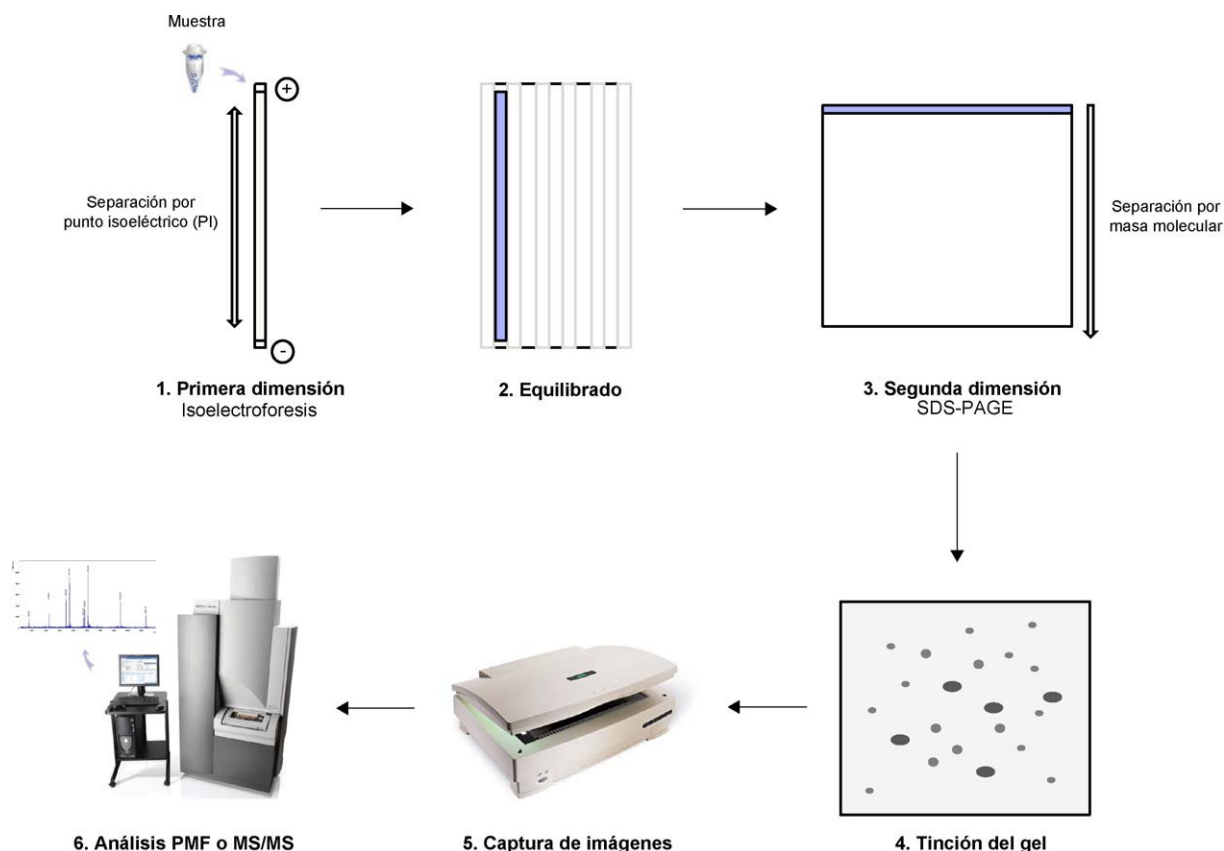 Muestra
+
Separación por
punto isoeléctrico (PI)
-
1. Primera dimensión
Isoelectroforesis
2. Equilibrado
Separación por
masa molecular
3. Segunda dimensión
SDS-PAGE
4. Tinción del gel
5. Captura de imágenes
6. Análisis PMF o MS/MS